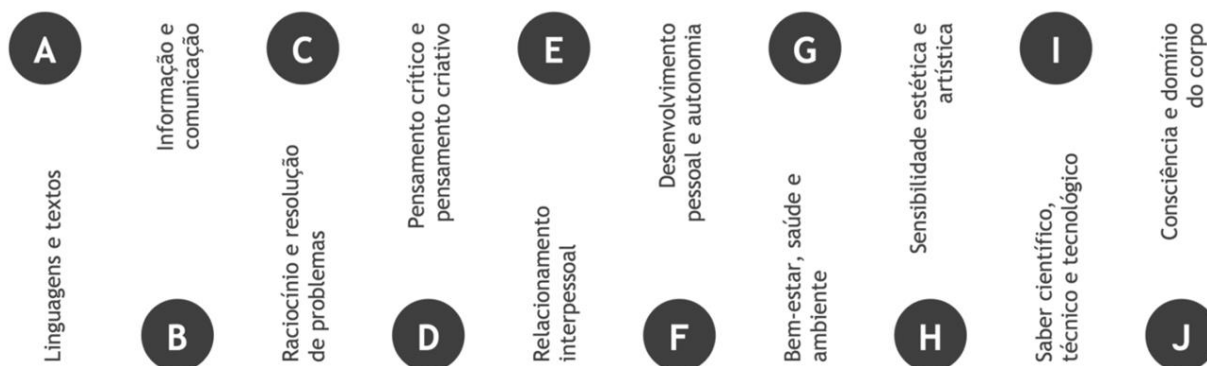 A
Linguagens e textos
B
Informação e
comunicação
C
Raciocínio e resolução
de problemas
D
Pensamento crítico e
pensamento criativo
E
Relacionamento
interpessoal
F
Desenvolvimento
pessoal e autonomia
G
Bem-estar, saúde e
ambiente
H
Sensibilidade estética e
artística
I
Saber científico,
técnico e tecnológico
J
Consciência e domínio
do corpo